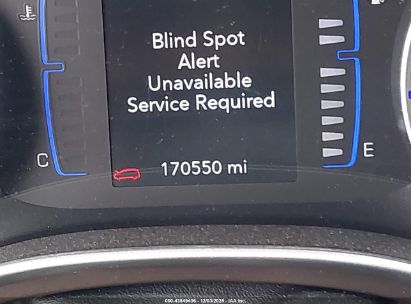 Blind Spot
Alert
Unavailable
Service Required
C
E
170550 mi